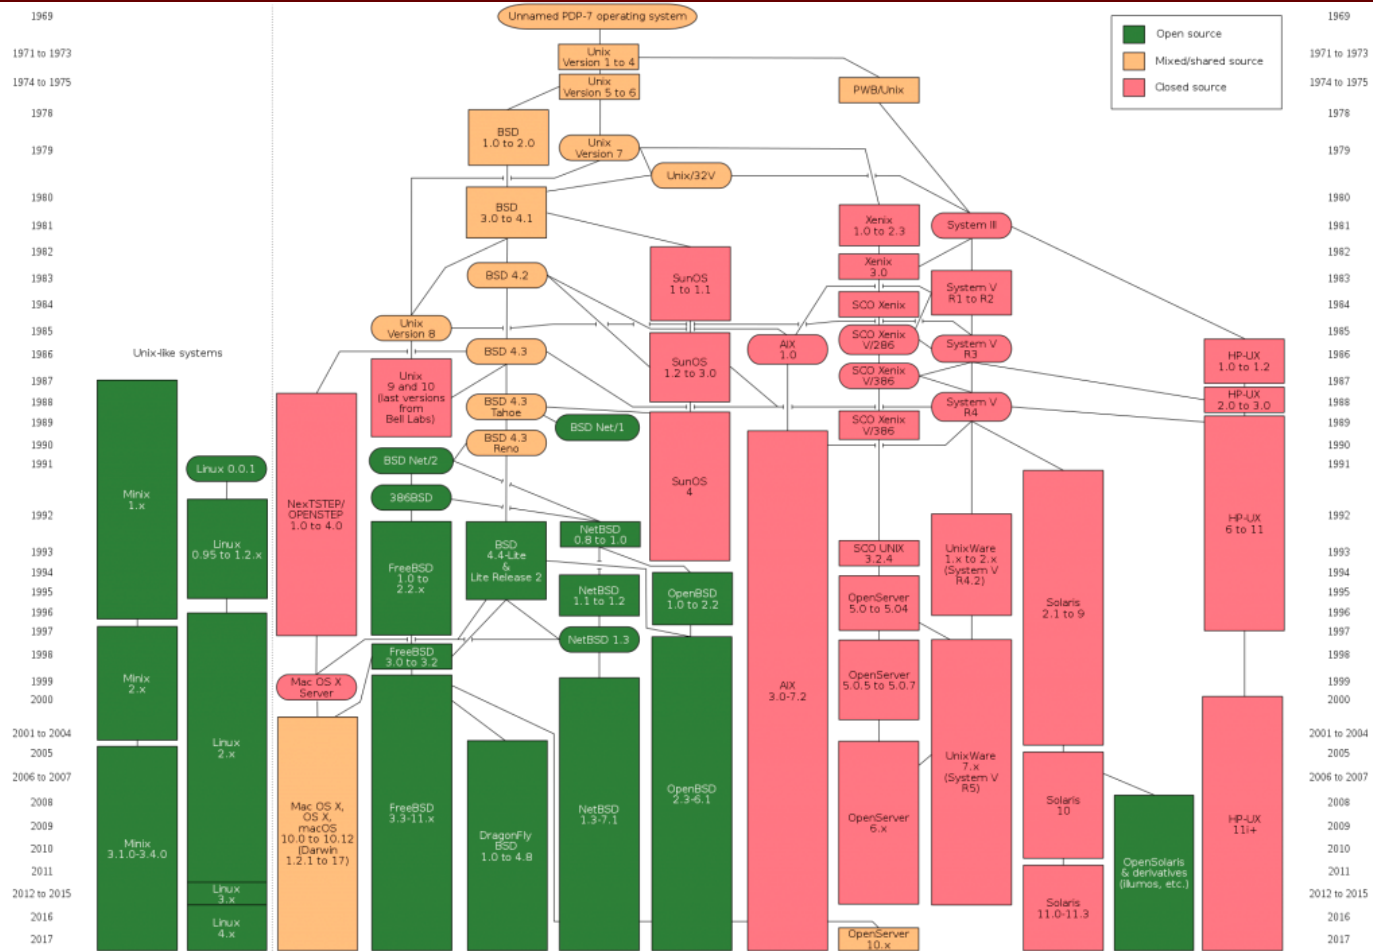 1969
Unnamed PDP-7 operating system
1969
Open source
Mixed/shared source
Closed source
1971 to 1973
Unix
Version 1 to 4
1971 to 1973
1974 to 1975
Unix
Version 5 to 6
PWB/Unix
1974 to 1975
1978
BSD
1.0 to 2.0
1978
1979
Unix
Version 7
1979
Unix/32V
1980
BSD
3.0 to 4.1
1980
1981
Xenix
1.0 to 2.3
System III
1981
1982
Xenix
3.0
1982
1983
BSD 4.2
SunOS
1 to 1.1
System V
R1 to R2
1983
1984
SCO Xenix
1984
1985
Unix
Version 8
SCO Xenix
V/286
1985
Unix-like systems
1986
BSD 4.3
AIX
1.0
System V
R3
1986
SunOS
1.2 to 3.0
HP-UX
1.0 to 1.2
1987
Unix
9 and 10
(last versions
from
Bell Labs)
SCO Xenix
V/386
1987
1988
BSD 4.3
Tahoe
System V
R4
HP-UX
2.0 to 3.0
1988
1989
BSD Net/1
SCO Xenix
V/386
1989
1990
BSD 4.3
Reno
1990
1991
Linux 0.0.1
BSD Net/2
1991
Minix
1.x
NexTSTEP/
OPENSTEP
1.0 to 4.0
386BSD
SunOS
4
1992
HP-UX
6 to 11
1992
Linux
0.95 to 1.2.x
NetBSD
0.8 to 1.0
1993
BSD
4.4-Lite
&
Lite Release 2
SCO UNIX
3.2.4
UnixWare
1.x to 2.x
(System V
R4.2)
1993
1994
FreeBSD
1.0 to
2.2.x
1994
1995
NetBSD
1.1 to 1.2
OpenBSD
1.0 to 2.2
OpenServer
5.0 to 5.04
1995
1996
Solaris
2.1 to 9
1996
1997
NetBSD 1.3
1997
1998
FreeBSD
3.0 to 3.2
1998
1999
Minix
2.x
Mac OS X
Server
AIX
3.0-7.2
OpenServer
5.0.5 to 5.0.7
1999
2000
2000
2001 to 2004
Linux
2.x
2001 to 2004
2005
UnixWare
7.x
(System V
R5)
2005
2006 to 2007
2006 to 2007
2008
Mac OS X,
OS X,
macOS
10.0 to 10.12
(Darwin
1.2.1 to 17)
FreeBSD
3.3-11.x
NetBSD
1.3-7.1
OpenBSD
2.3-6.1
OpenServer
6.x
Solaris
10
2008
2009
HP-UX
11i+
2009
2010
Minix
3.1.0-3.4.0
DragonFly
BSD
1.0 to 4.8
2010
2011
OpenSolaris
& derivatives
(illumos, etc.)
2011
2012 to 2015
Linux
3.x
2012 to 2015
2016
Linux
4.x
Solaris
11.0-11.3
2016
2017
OpenServer
10.x
2017